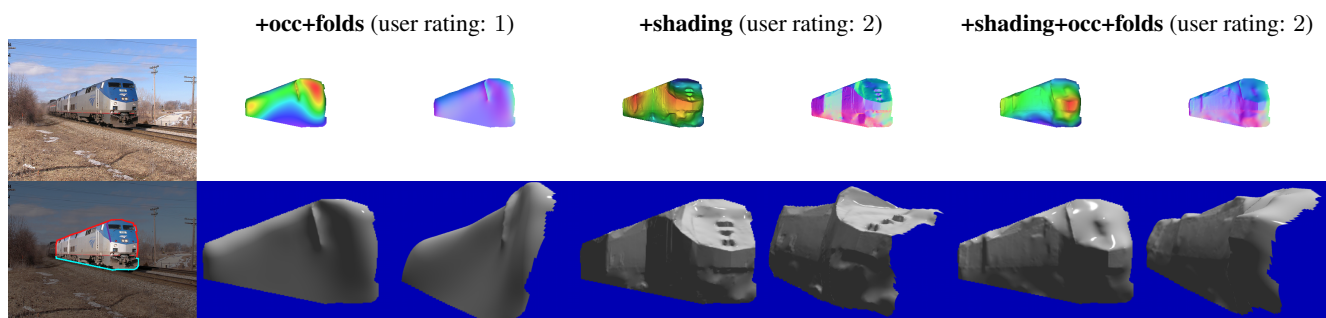 +occ+folds (user rating: 1)
+shading (user rating: 2)
+shading+occ+folds (user rating: 2)